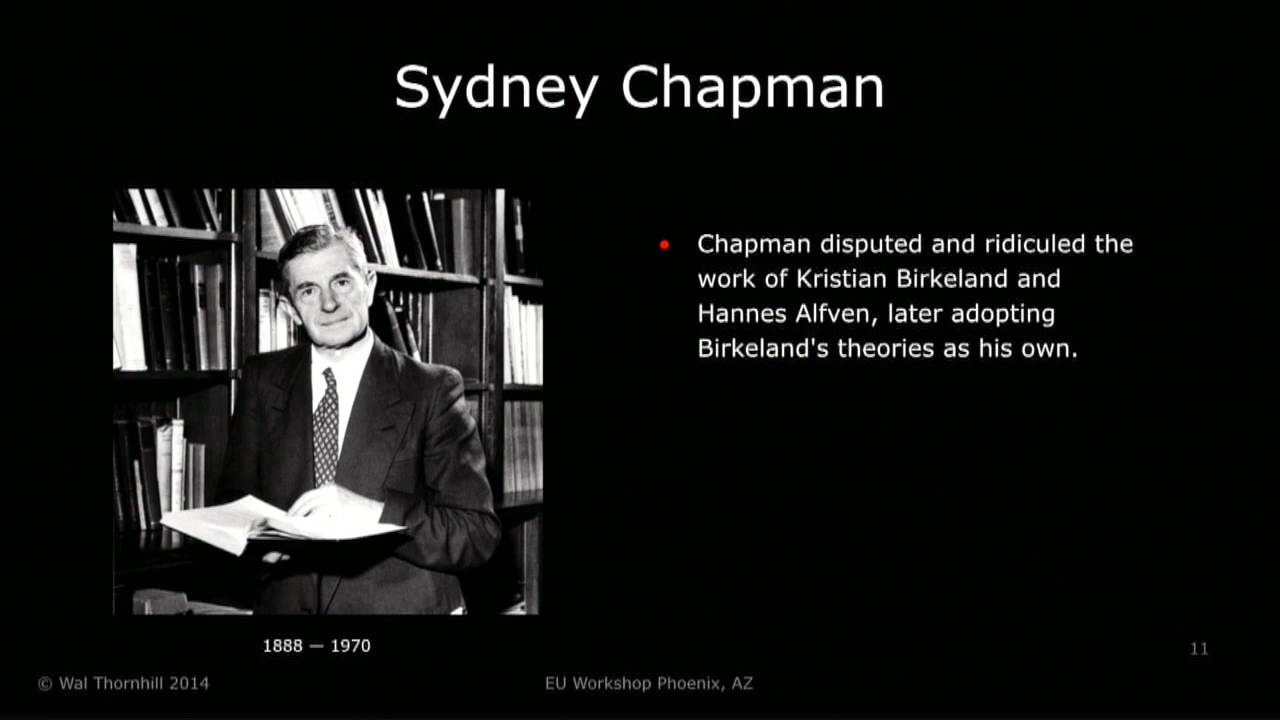 Sydney Chapman
• Chapman disputed and ridiculed the
work of Kristian Birkeland and
Hannes Alfven, later adopting
Birkeland's theories as his own.
1888 — 1970
11
© Wal Thornhill 2014
EU Workshop Phoenix, AZ